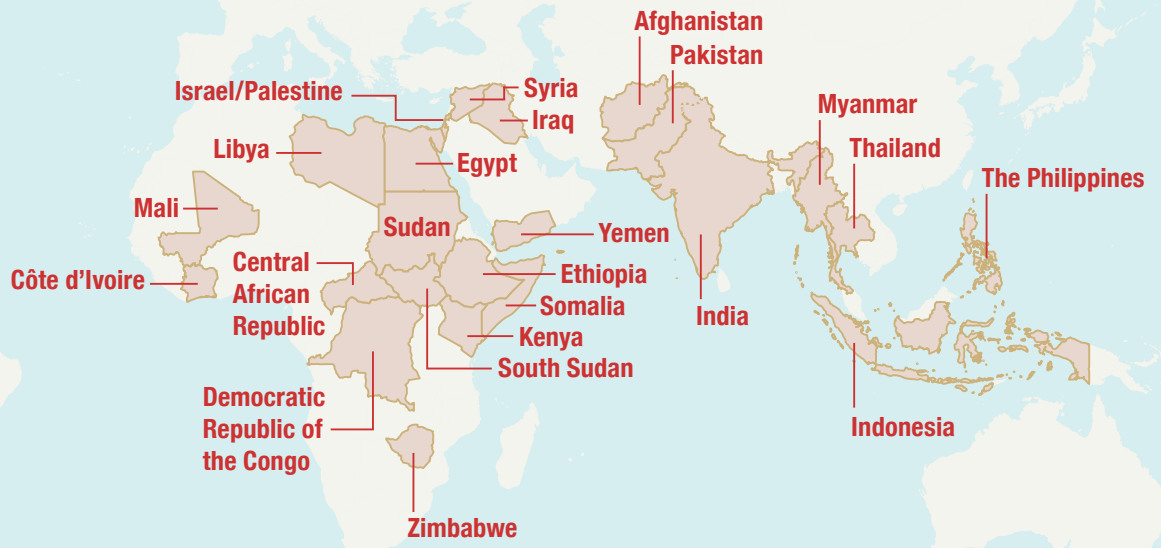 Afghanistan
Pakistan
Israel/Palestine
Syria
Iraq
Myanmar
Libya
Egypt
Thailand
The Philippines
Mali
Sudan
Yemen
Côte d'Ivoire
Central
African
Republic
Ethiopia
Somalia
India
Kenya
South Sudan
Democratic
Republic of
the Congo
Indonesia
Zimbabwe